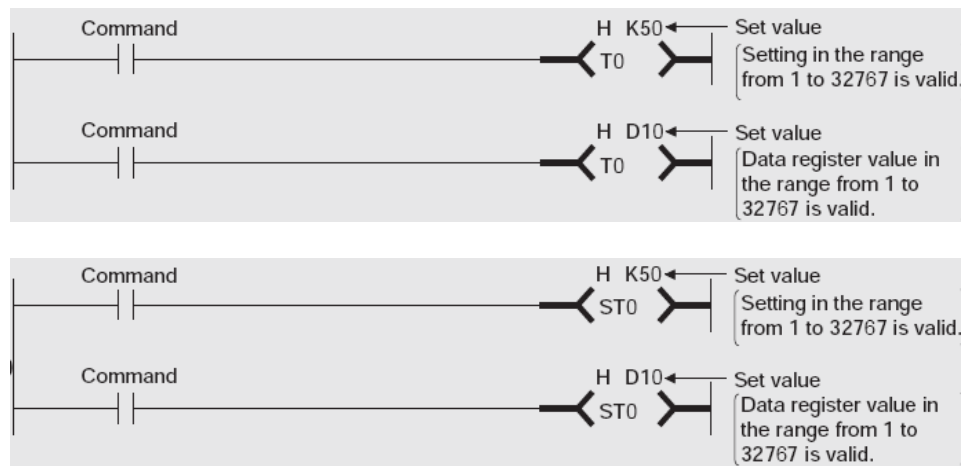 Command
H K50
Set value
T0
Setting in the range
from 1 to 32767 is valid.
Command
H D10
Set value
T0
Data register value in
the range from 1 to
32767 is valid.
Command
H K50
Set value
ST0
Setting in the range
from 1 to 32767 is valid.
Command
H D10
Set value
ST0
Data register value in
the range from 1 to
32767 is valid.